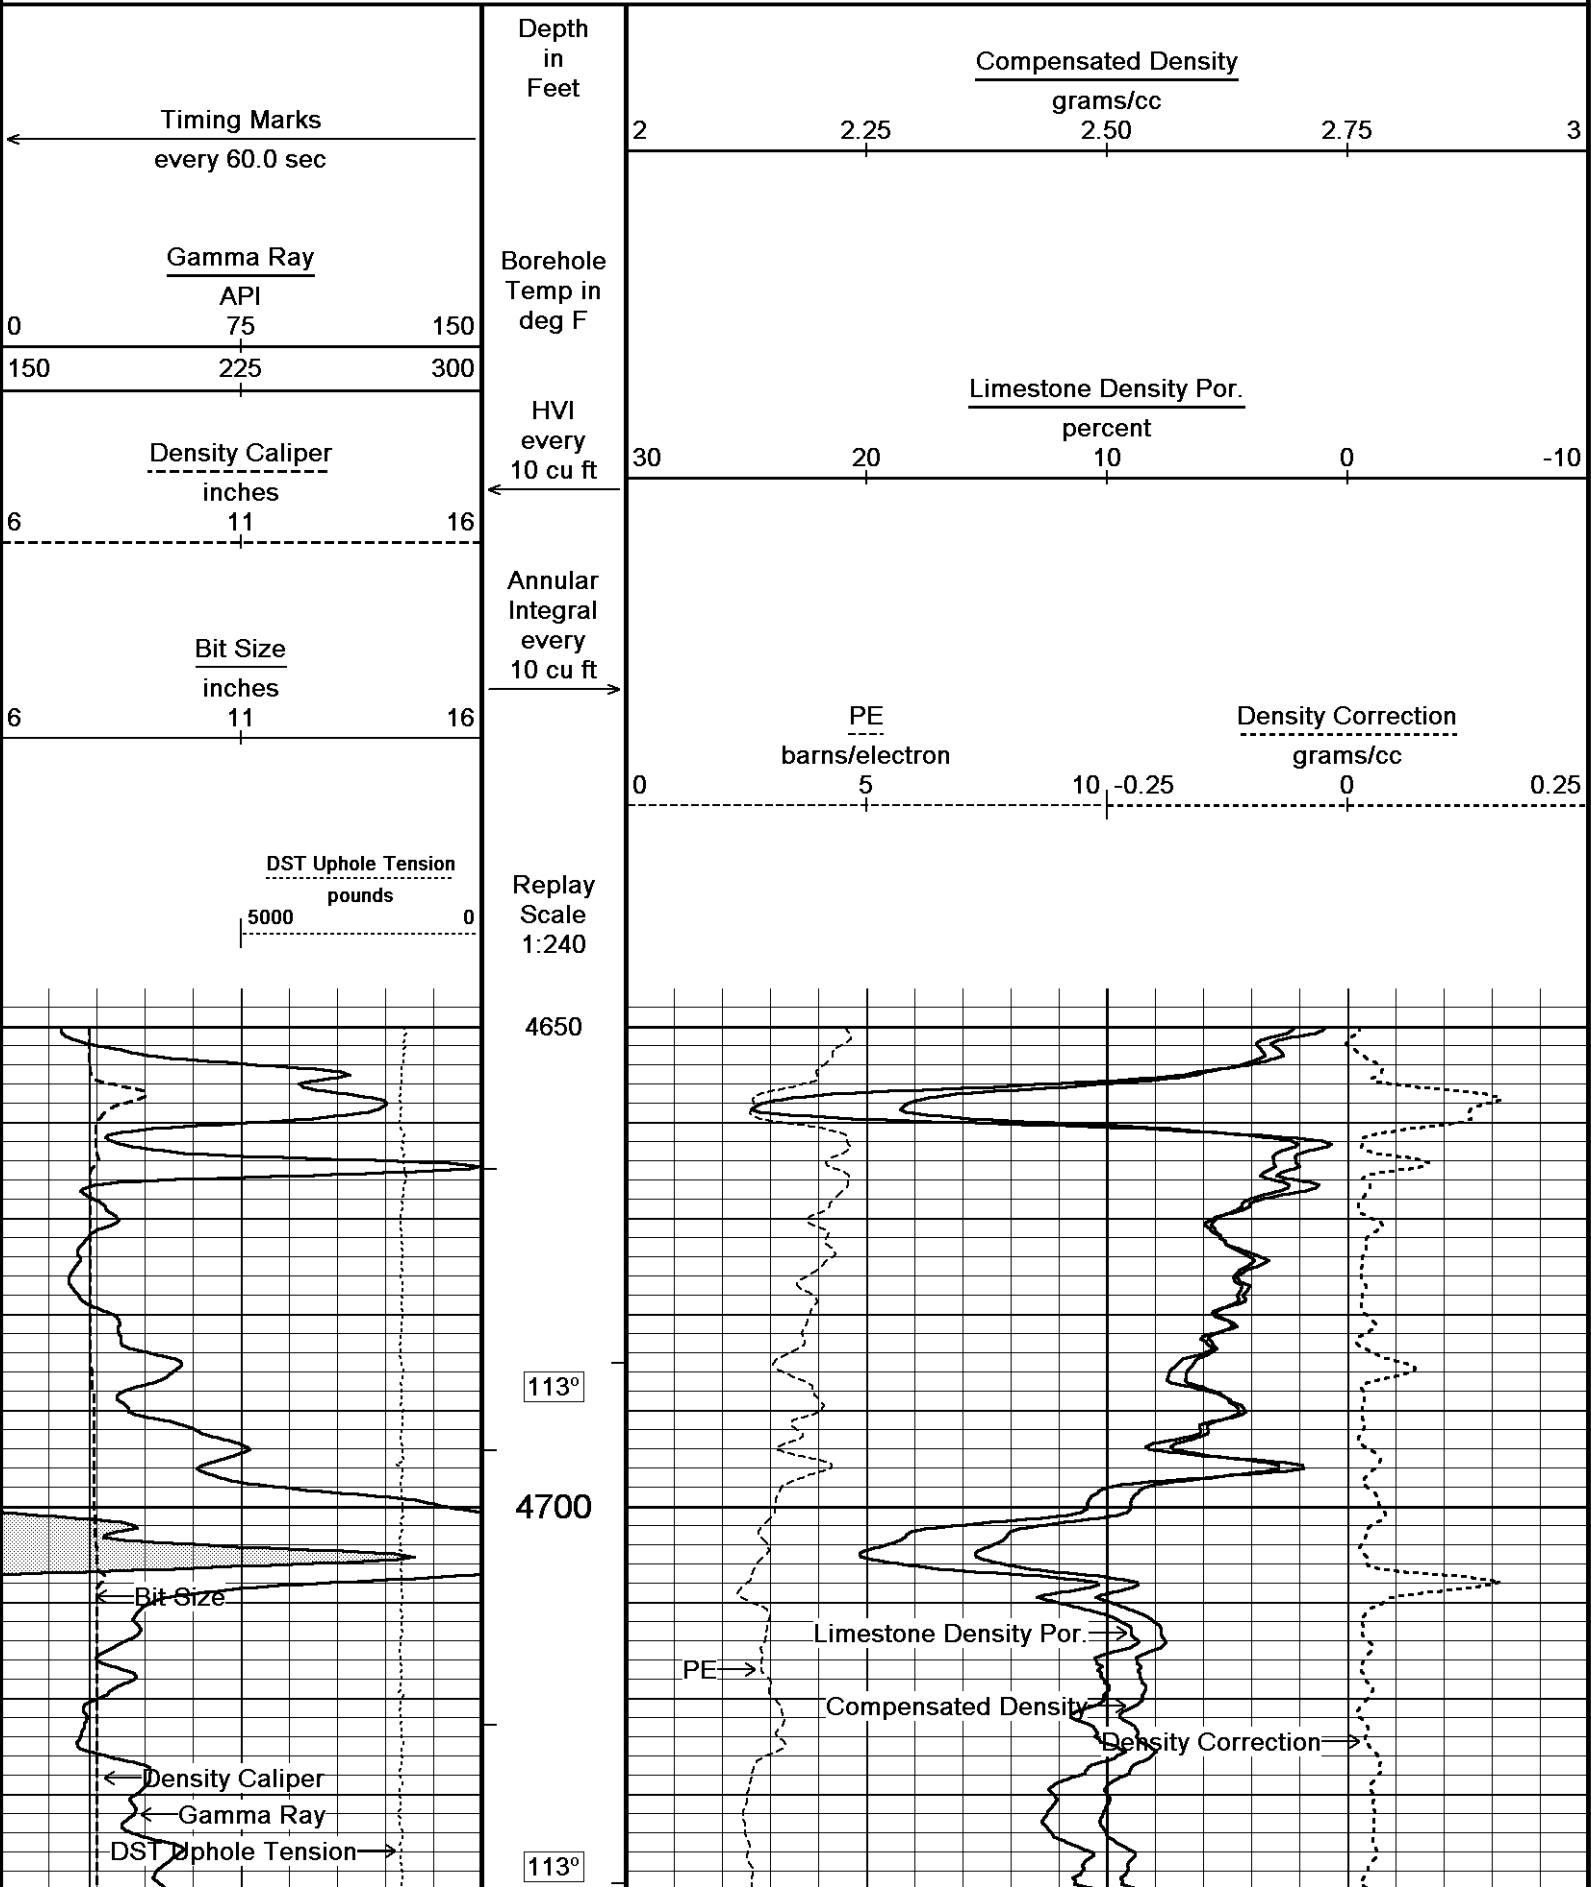 Timing Marks
every 60.0 sec
Gamma Ray
API
0 75 150
150 225 300
Density Caliper
inches
6 11 16
Bit Size
inches
6 11 16
DST Uphole Tension
pounds
5000 0
Depth
in
Feet
Borehole
Temp in
deg F
HVI
every
10 cu ft
Annular
Integral
every
10 cu ft
Replay
Scale
1:240
Compensated Density
grams/cc
2 2.25 2.50 2.75 3
Limestone Density Por.
percent
30 20 10 0 -10
PE
barns/electron
0 5 10
Density Correction
grams/cc
-0.25 0 0.25
4650
113º
4700
Bit Size
Limestone Density Por.
PE
Compensated Density
Density Correction
Density Caliper
Gamma Ray
DST Uphole Tension
113º